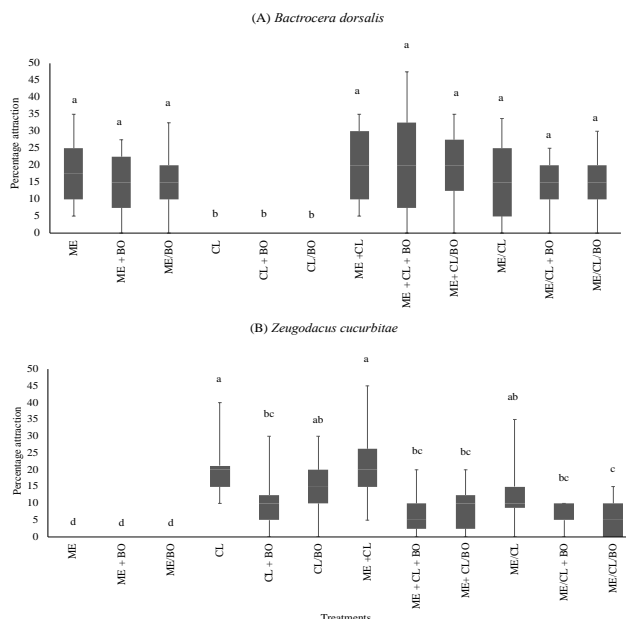 (A) Bactrocera dorsalis
Percentage attraction
50
45
40
35
30
25
20
15
10
5
0
a
a
a
b
b
b
a
a
a
a
a
a
ME
ME + BO
ME/BO
CL
CL + BO
CL/BO
ME +CL
ME + CL + BO
ME+ CL/BO
ME/CL
ME/CL + BO
ME/CL/BO
(B) Zeugodacus cucurbitae
Percentage attraction
50
45
40
35
30
25
20
15
10
5
0
d
d
d
a
bc
ab
a
bc
bc
ab
bc
c
ME
ME + BO
ME/BO
CL
CL + BO
CL/BO
ME +CL
ME + CL + BO
ME+ CL/BO
ME/CL
ME/CL + BO
ME/CL/BO
Treatments